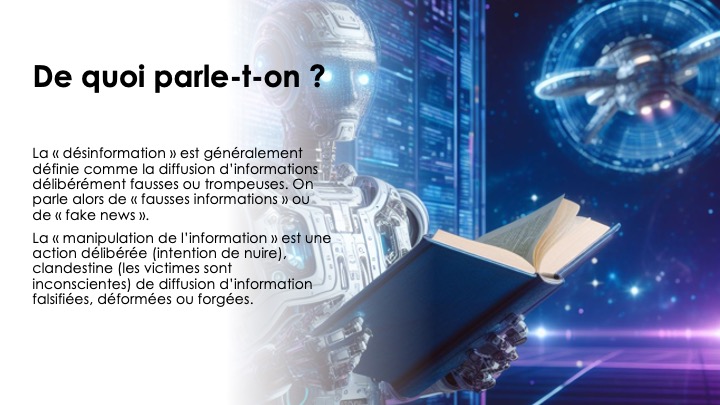 De quoi parle-t-on ?
La « désinformation » est généralement
définie comme la diffusion d’informations
délibérément fausses ou trompeuses. On
parle alors de « fausses informations » ou
de « fake news ».
La « manipulation de l’information » est une
action délibérée (intention de nuire),
clandestine (les victimes sont
inconscientes) de diffusion d’information
falsifiées, déformées ou forgées.